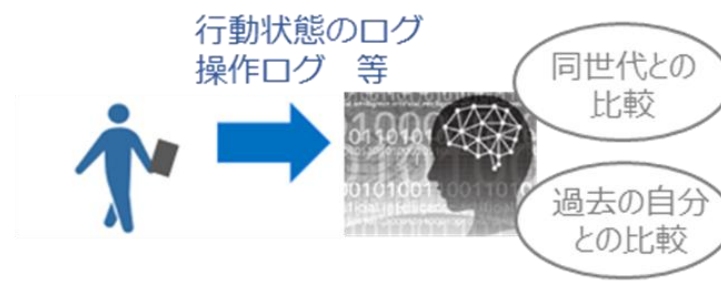 行動状態のログ
操作ログ　等
同世代との
比較
過去の自分
との比較